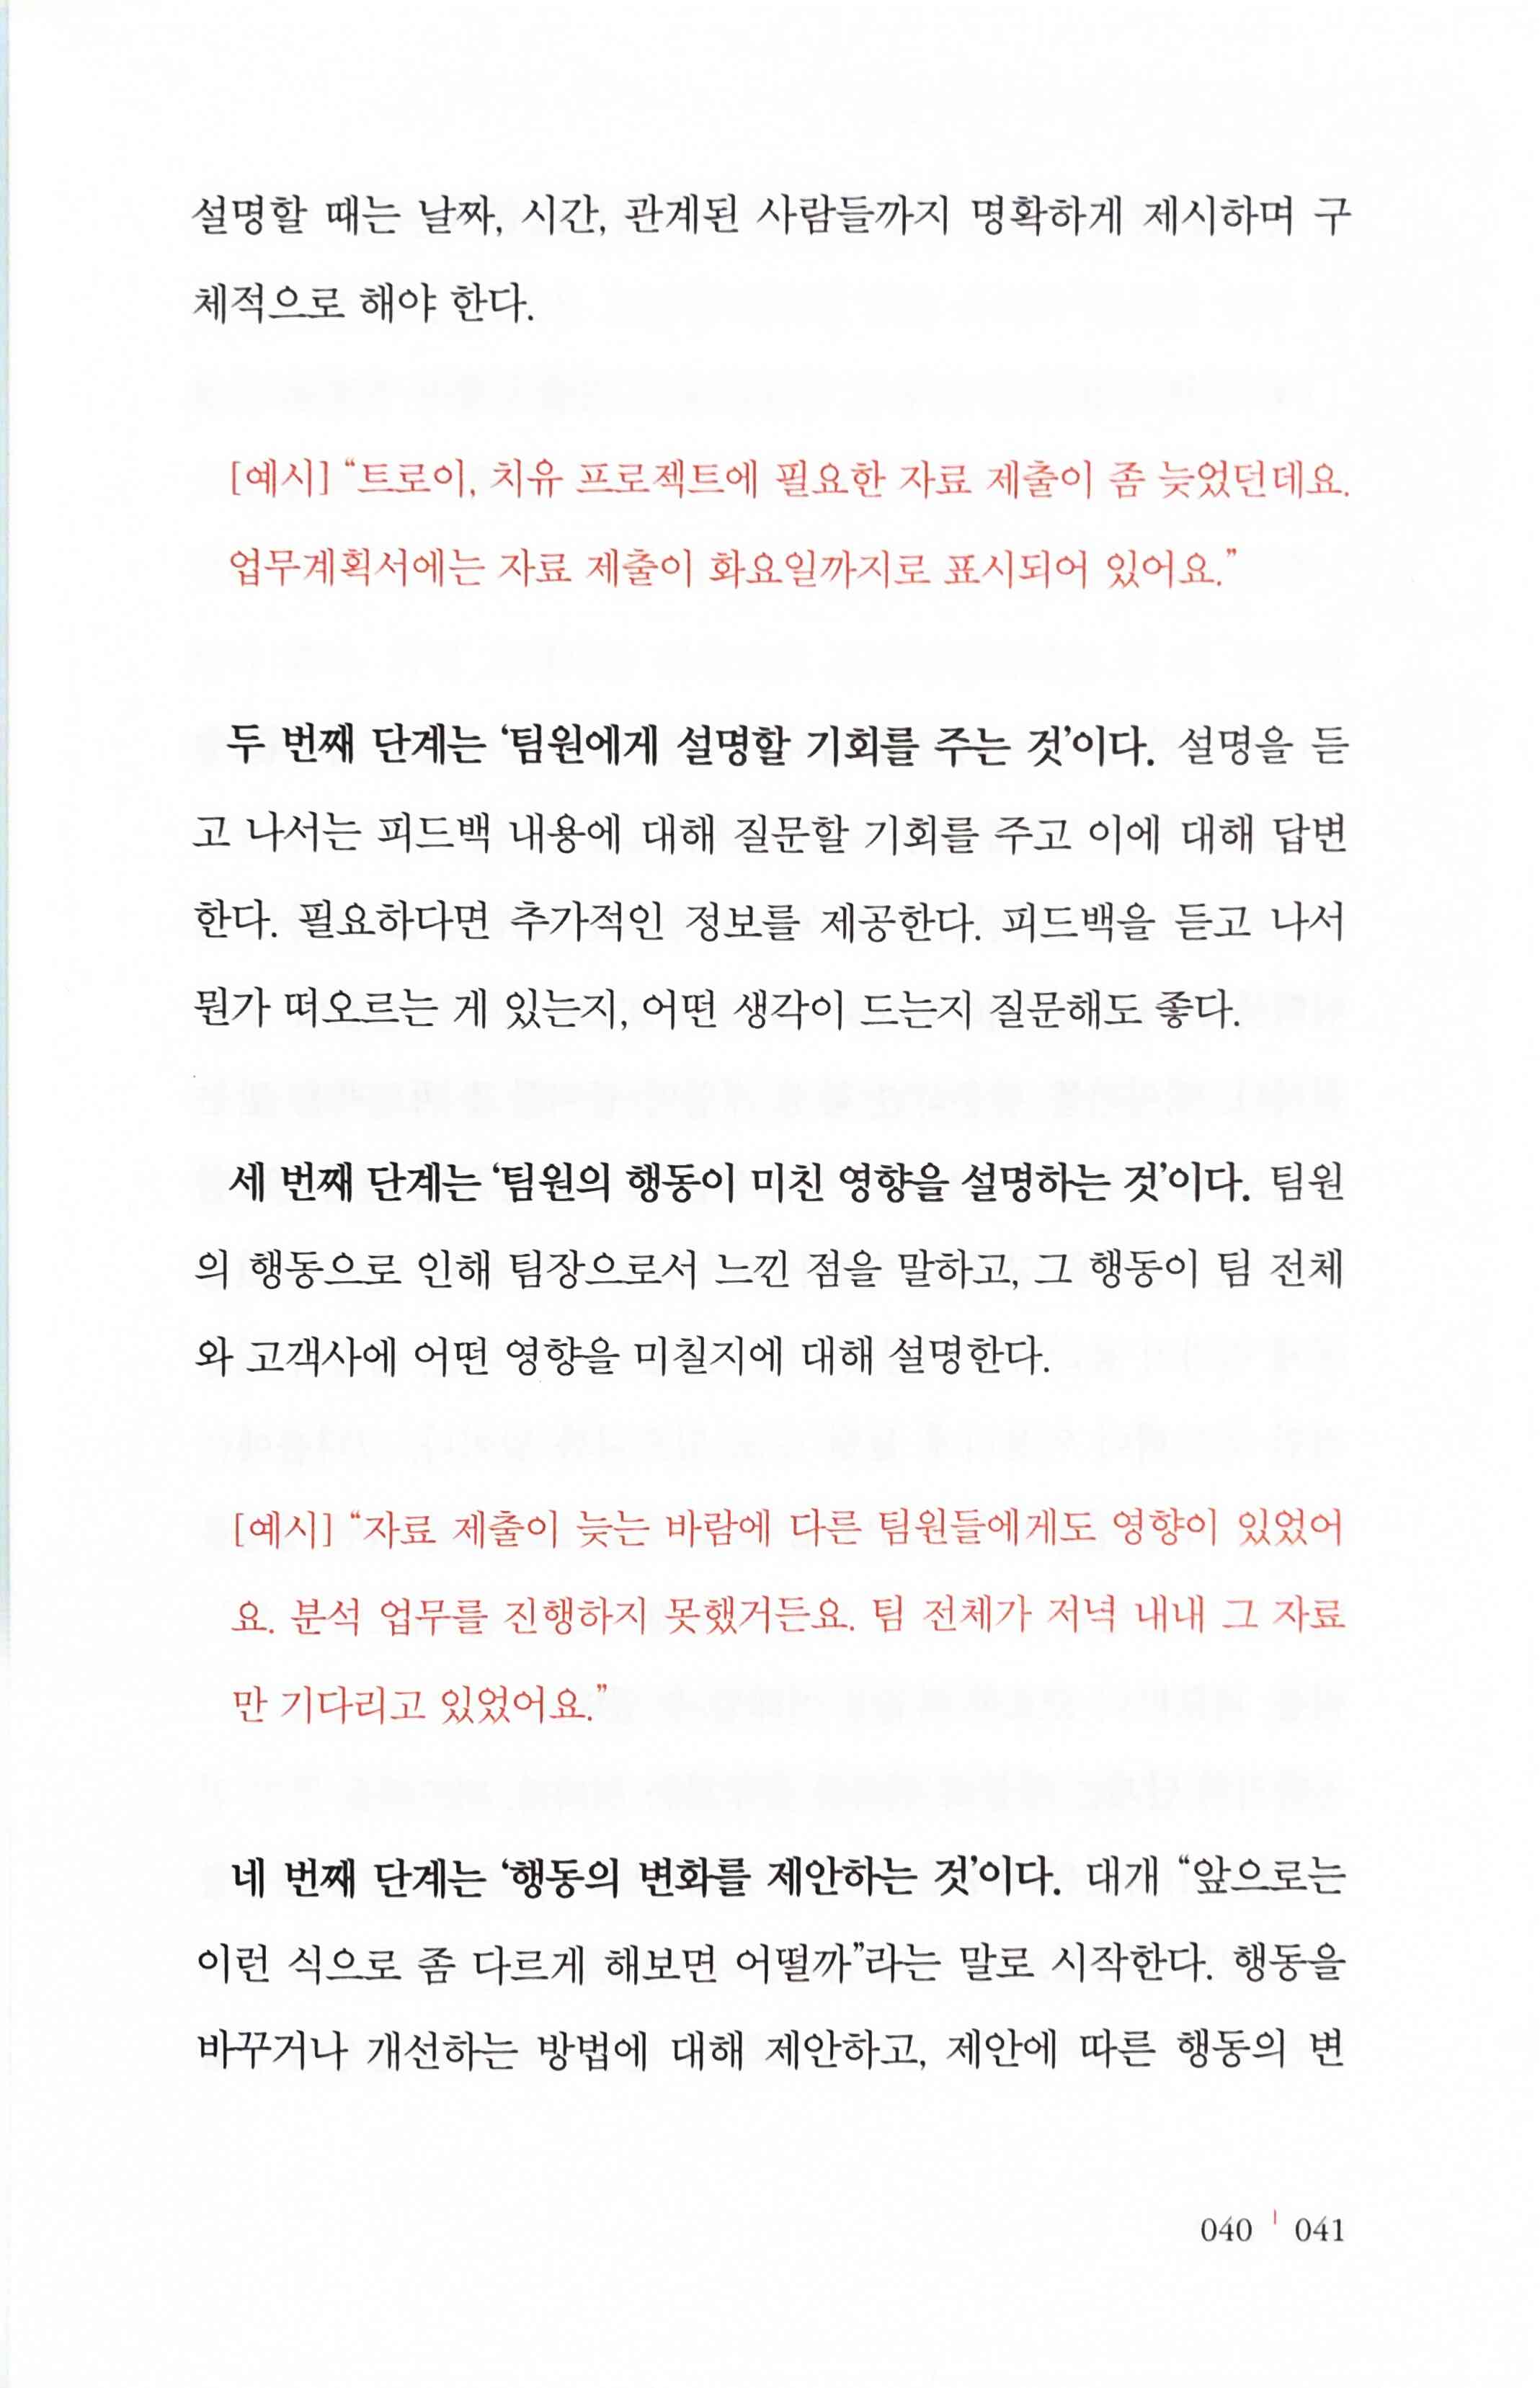 설명할 때는 날짜, 시간, 관계된 사람들까지 명확하게 제시하며 구
체적으로 해야 한다.
[예시] “트로이, 치유 프로젝트에 필요한 자료 제출이 좀 늦었던데요.
업무계획서에는 자료 제출이 화요일까지로 표시되어 있어요.”
두 번째 단계는 ‘팀원에게 설명할 기회를 주는 것’이다. 설명을 듣
고 나서는 피드백 내용에 대해 질문할 기회를 주고 이에 대해 답변
한다. 필요하다면 추가적인 정보를 제공한다. 피드백을 듣고 나서
뭔가 떠오르는 게 있는지, 어떤 생각이 드는지 질문해도 좋다.
세 번째 단계는 ‘팀원의 행동이 미친 영향을 설명하는 것’이다. 팀원
의 행동으로 인해 팀장으로서 느낀 점을 말하고, 그 행동이 팀 전체
와 고객사에 어떤 영향을 미칠지에 대해 설명한다.
[예시] “자료 제출이 늦는 바람에 다른 팀원들에게도 영향이 있었어
요. 분석 업무를 진행하지 못했거든요. 팀 전체가 저녁 내내 그 자료
만 기다리고 있었어요.”
네 번째 단계는 ‘행동의 변화를 제안하는 것’이다. 대개 “앞으로는
이런 식으로 좀 다르게 해보면 어떨까”라는 말로 시작한다. 행동을
바꾸거나 개선하는 방법에 대해 제안하고, 제안에 따른 행동의 변
040 | 041